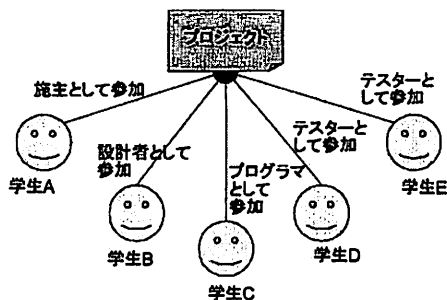 プロジェクト
施主として参加
テスターと
して参加
設計者として
参加
テスターと
して参加
プログラマ
として
参加
学生A
学生E
学生B
学生D
学生C